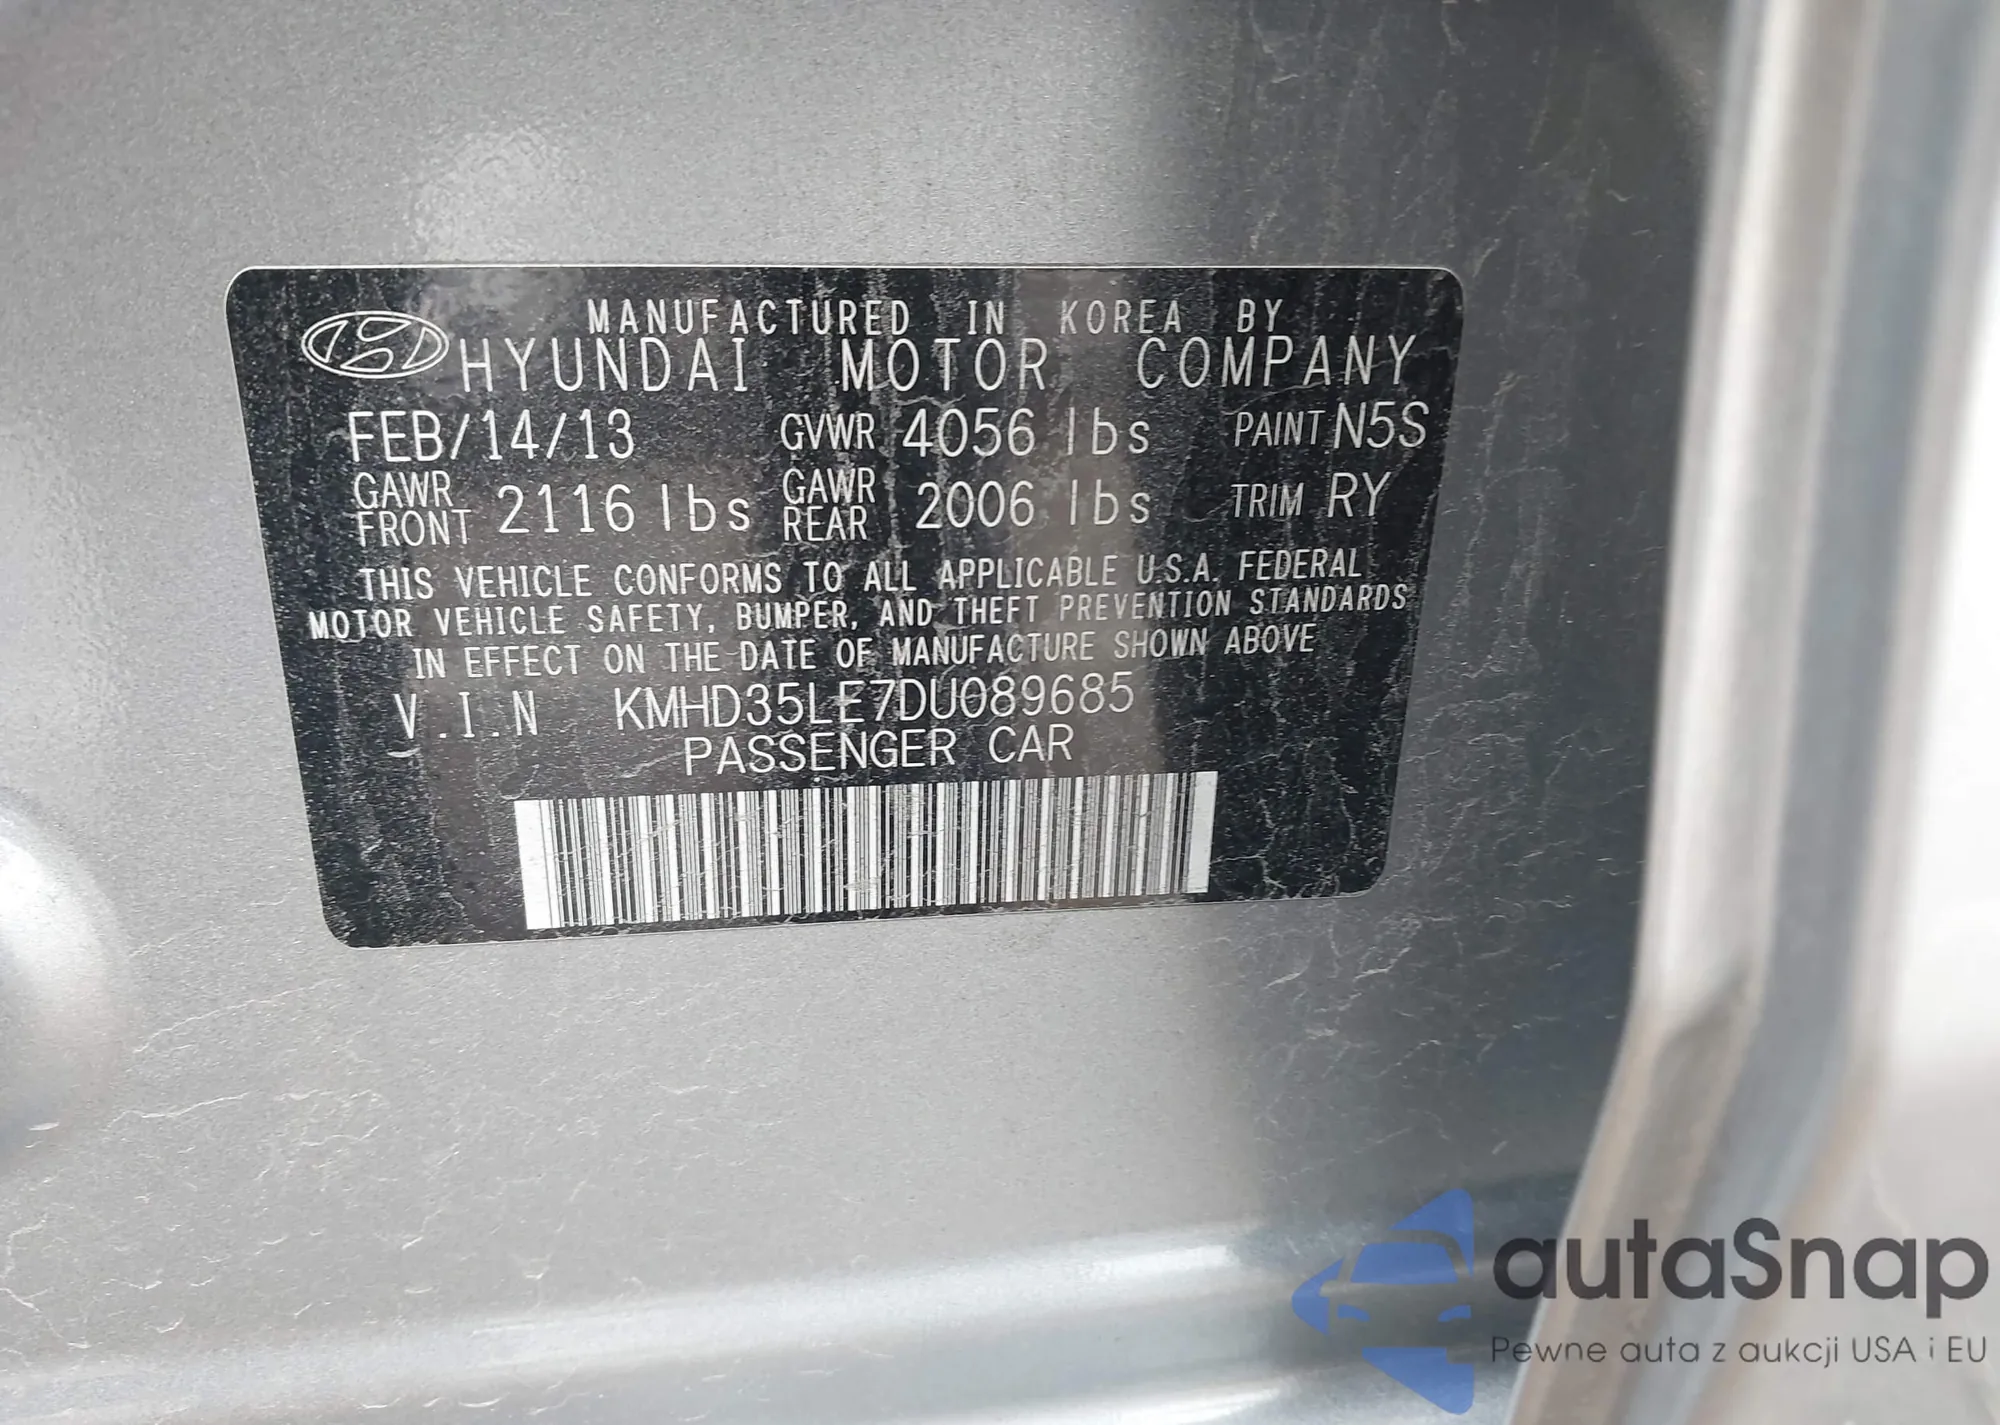 MANUFACTURED IN KOREA BY
HYUNDAI MOTOR COMPANY
FEB/14/13 GVWR 4056 lbs PAINT N5S
GAWR FRONT 2116 lbs GAWR REAR 2006 lbs TRIM RY
THIS VEHICLE CONFORMS TO ALL APPLICABLE U.S.A. FEDERAL
MOTOR VEHICLE SAFETY, BUMPER, AND THEFT PREVENTION STANDARDS
IN EFFECT ON THE DATE OF MANUFACTURE SHOWN ABOVE
V.I.N KMHD35LE7DU089685
PASSENGER CAR
autaSnap
Pewne auta z aukcji USA i EU